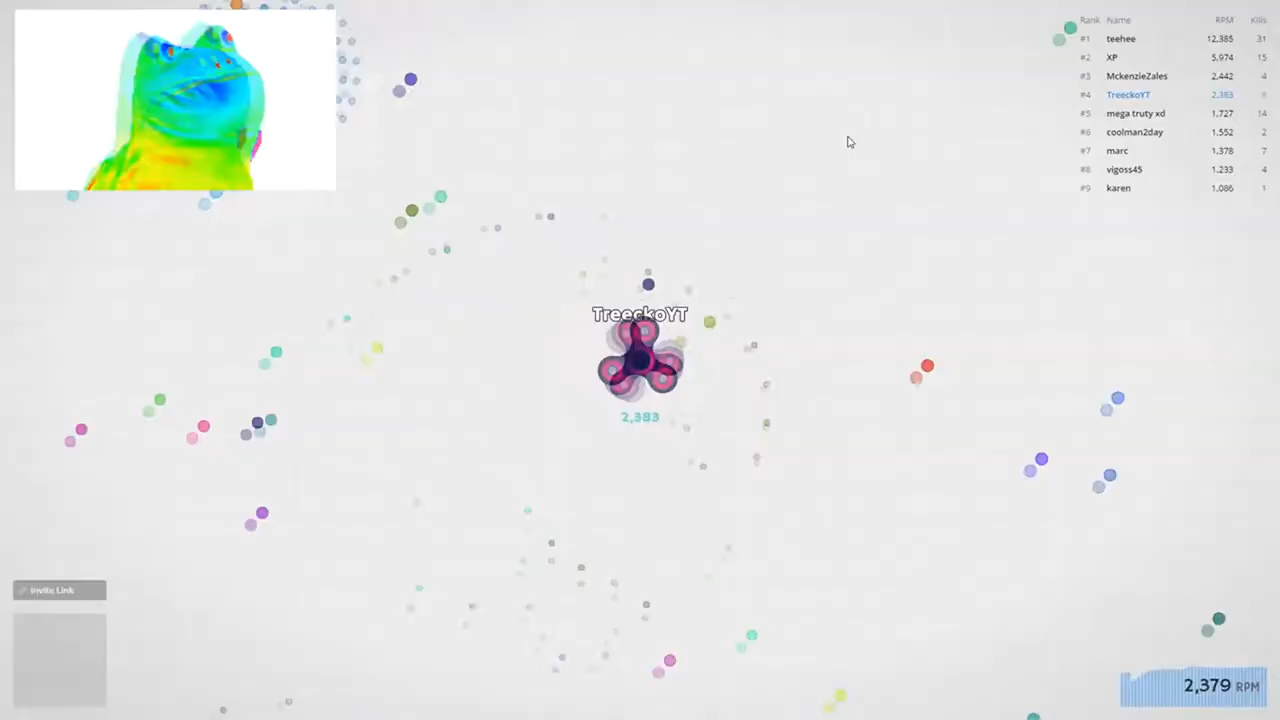 Rank Name RPM Kills
#1 teehee 12,385 31
#2 XP 5,974 15
#3 MckenzieZales 2,442 4
#4 TreeckoYT 2,383
#5 mega truty xd 1,727 14
#6 coolman2day 1,552 2
#7 marc 1,378 7
#8 vigoss45 1,233 4
#9 karen 1,086 1
TreeckoYT
2,383
Invite Link
2,379 RPM